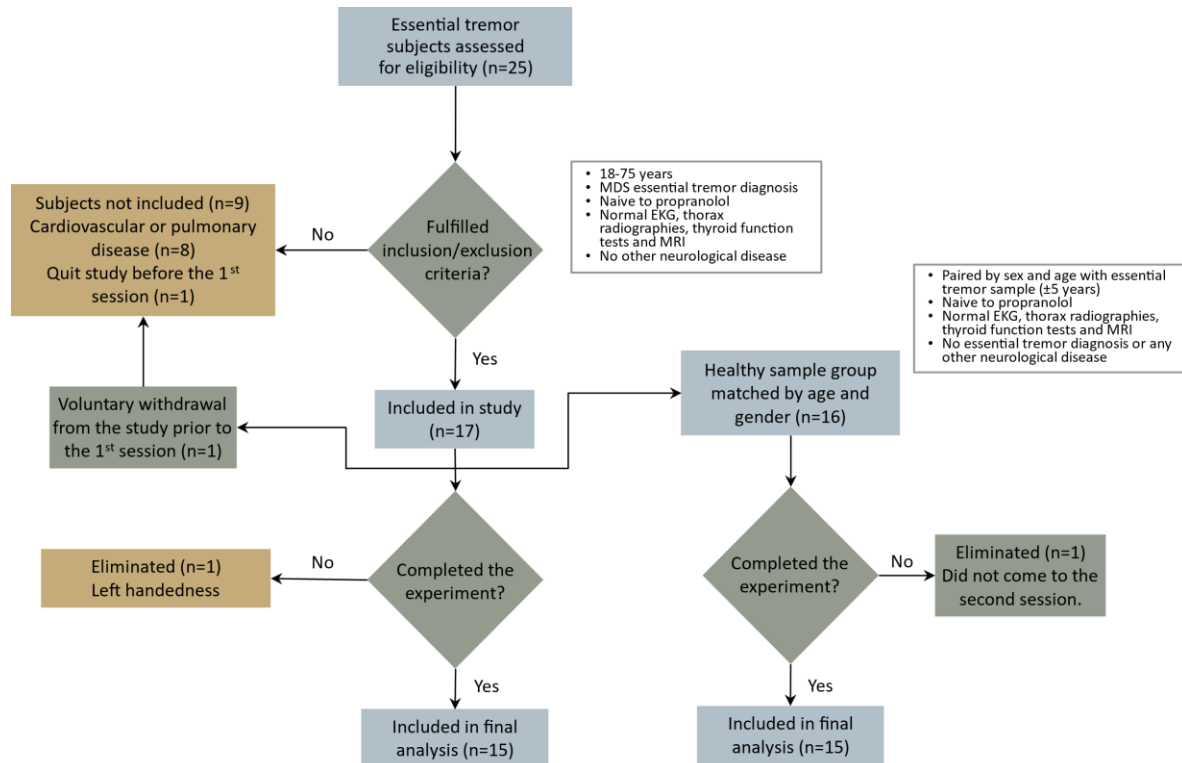 Essential tremor
subjects assessed
for eligibility (n=25)
• 18-75 years
• MDS essential tremor diagnosis
• Naive to propranolol
• Normal EKG, thorax
radiographies, thyroid function
tests and MRI
• No other neurological disease
Subjects not included (n=9)
Cardiovascular or pulmonary
disease (n=8)
Quit study before the 1st
session (n=1)
No
Fulfilled
inclusion/exclusion
criteria?
• Paired by sex and age with essential
tremor sample (±5 years)
• Naive to propranolol
• Normal EKG, thorax radiographies,
thyroid function tests and MRI
• No essential tremor diagnosis or any
other neurological disease
Yes
Voluntary withdrawal
from the study prior to
the 1st session (n=1)
Included in study
(n=17)
Healthy sample group
matched by age and
gender (n=16)
Eliminated (n=1)
Left handedness
No
Completed the
experiment?
Completed the
experiment?
No
Eliminated (n=1)
Did not come to the
second session.
Yes
Yes
Included in final
analysis (n=15)
Included in final
analysis (n=15)